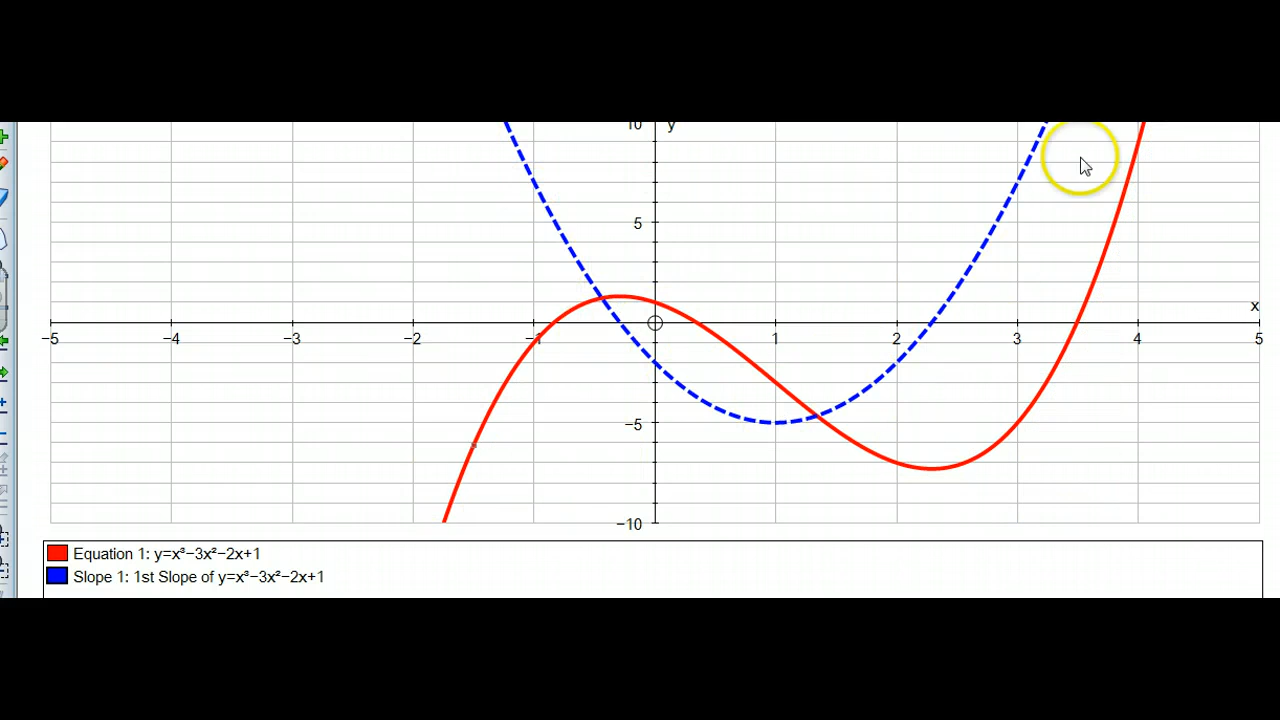 10 y
5
x
−5 −4 −3 −2 −1 1 2 3 4 5
−5
−10
Equation 1: y=x³−3x²−2x+1
Slope 1: 1st Slope of y=x³−3x²−2x+1